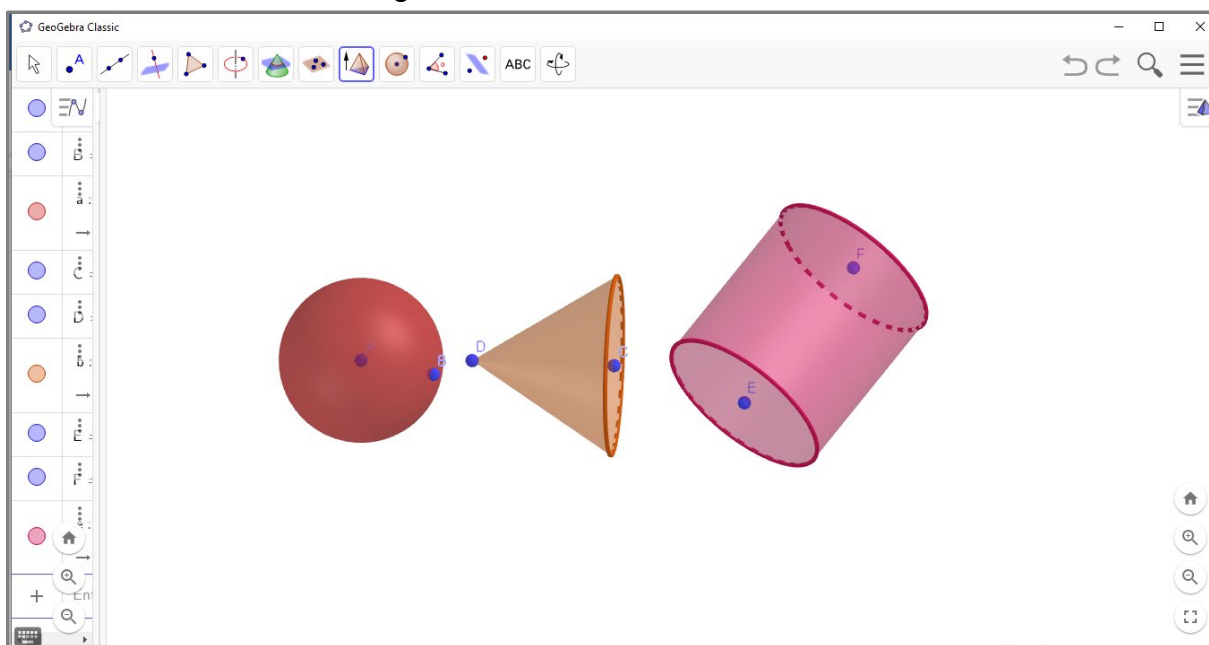 GeoGebra Classic
A
ABC
B :
a :
→
C :
D :
b :
→
E =
F =
→
+
F
D
B
C
E